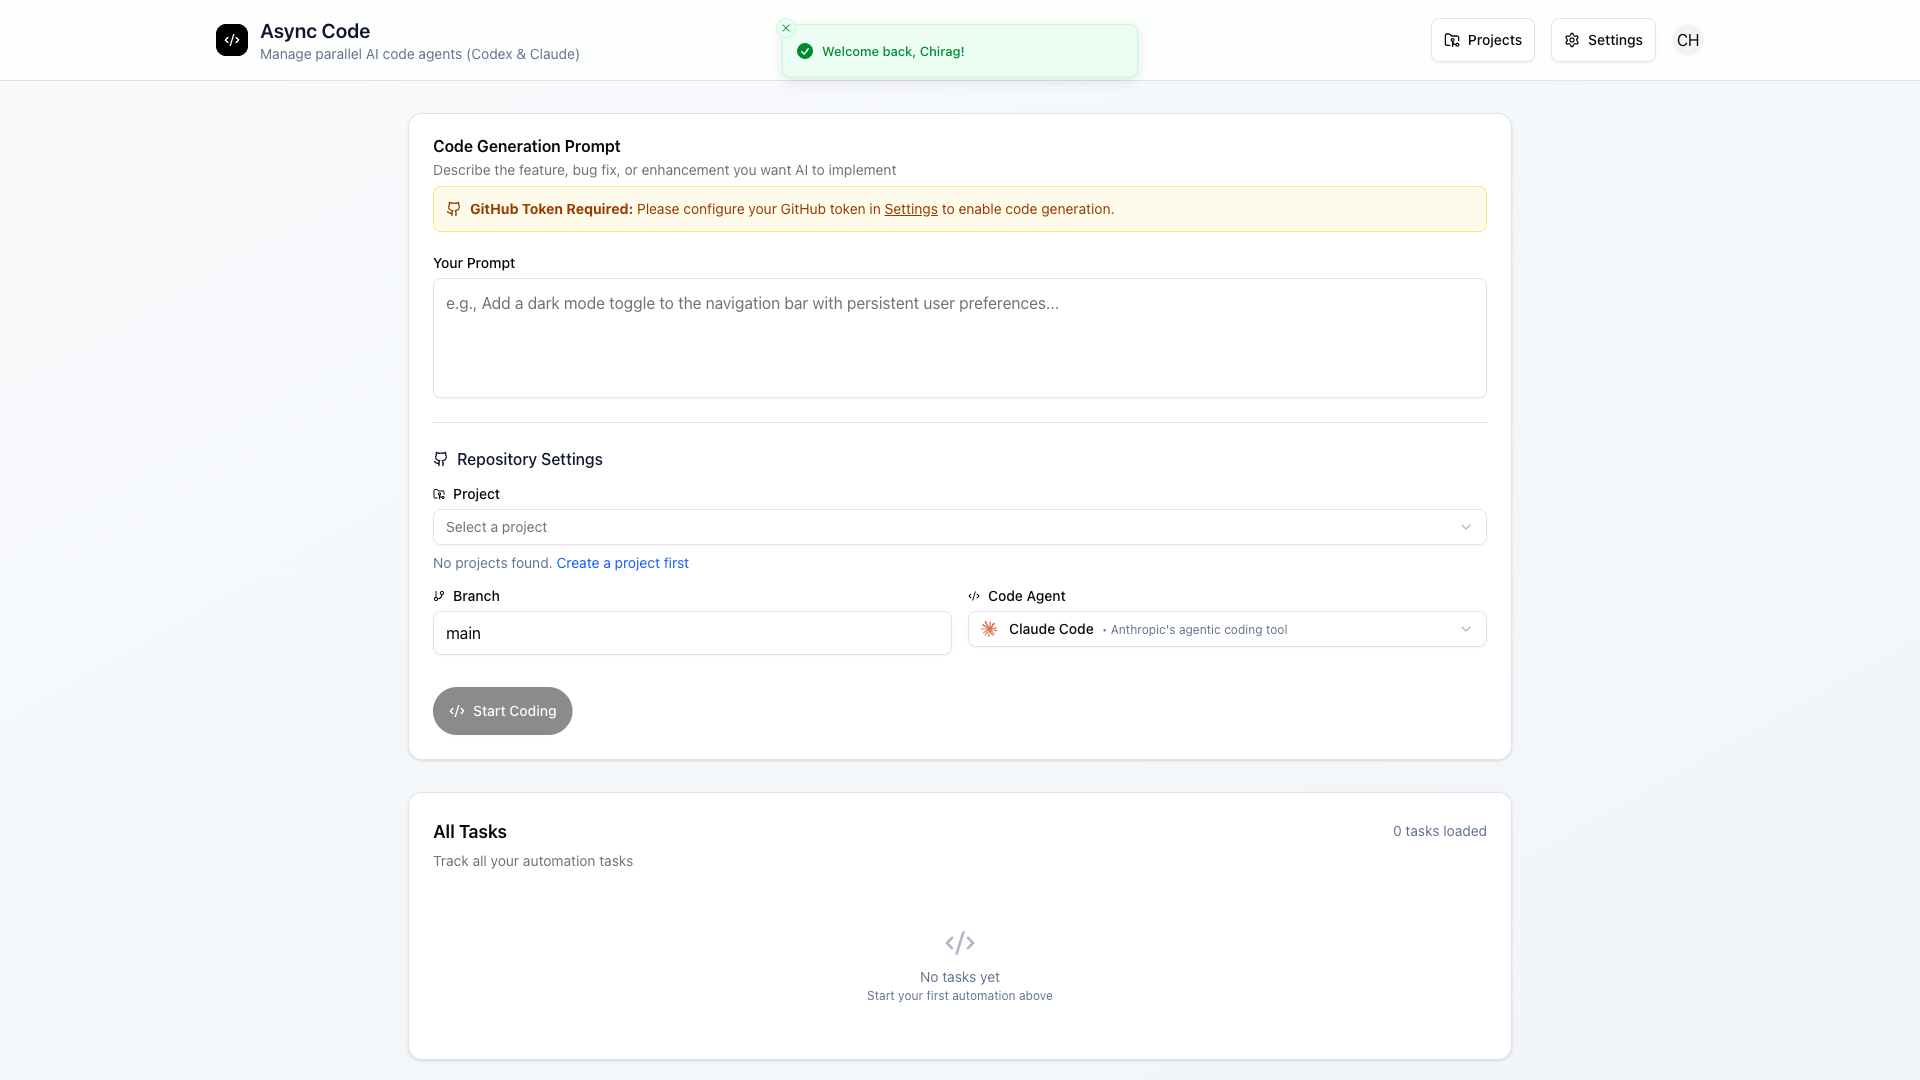 Async Code
Manage parallel AI code agents (Codex & Claude)
Welcome back, Chirag!
Projects
Settings
CH
Code Generation Prompt
Describe the feature, bug fix, or enhancement you want AI to implement
GitHub Token Required: Please configure your GitHub token in Settings to enable code generation.
Your Prompt
e.g., Add a dark mode toggle to the navigation bar with persistent user preferences...
Repository Settings
Project
Select a project
No projects found. Create a project first
Branch
main
Code Agent
Claude Code • Anthropic's agentic coding tool
Start Coding
All Tasks
0 tasks loaded
Track all your automation tasks
No tasks yet
Start your first automation above